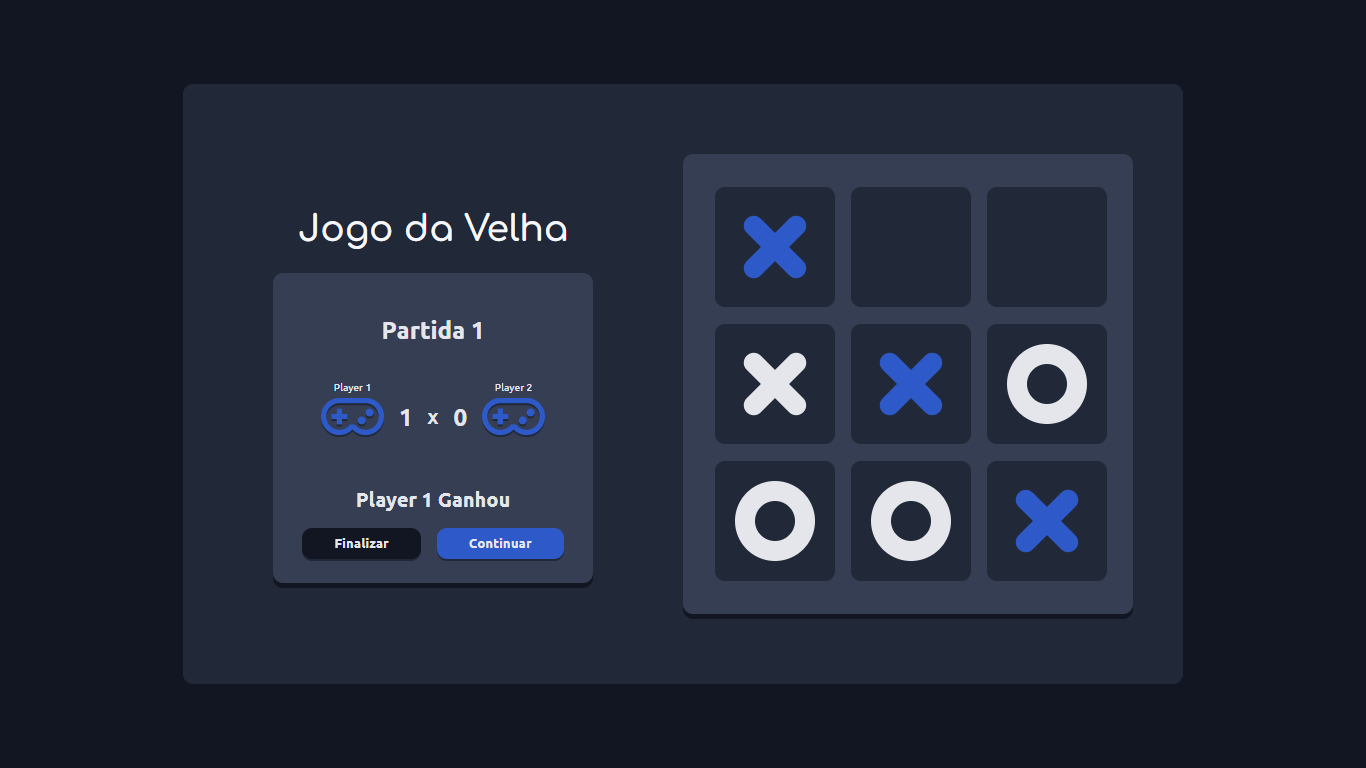 Jogo da Velha
Partida 1
Player 1
Player 2
1 x 0
Player 1 Ganhou
Finalizar
Continuar